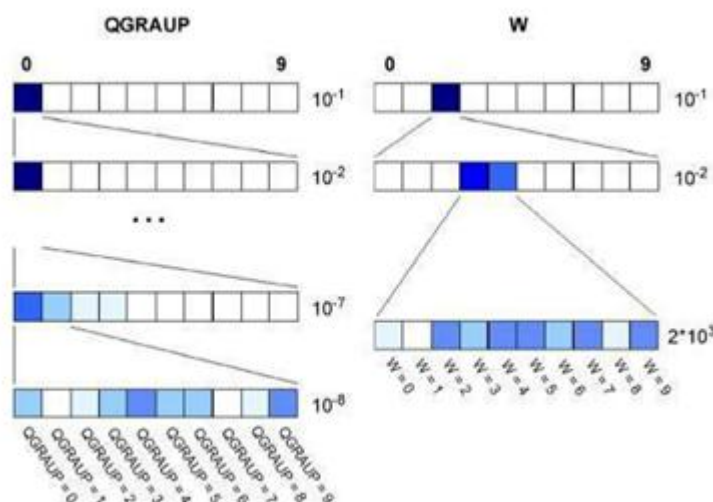 QGRAUP
0 9
10-1
10-2
...
10-7
10-8
QGRAUP = 0
QGRAUP = 1
QGRAUP = 2
QGRAUP = 3
QGRAUP = 4
QGRAUP = 5
QGRAUP = 6
QGRAUP = 7
QGRAUP = 8
QGRAUP = 9
W
0 9
10-1
10-2
2*103
W = 0
W = 1
W = 2
W = 3
W = 4
W = 5
W = 6
W = 7
W = 8
W = 9